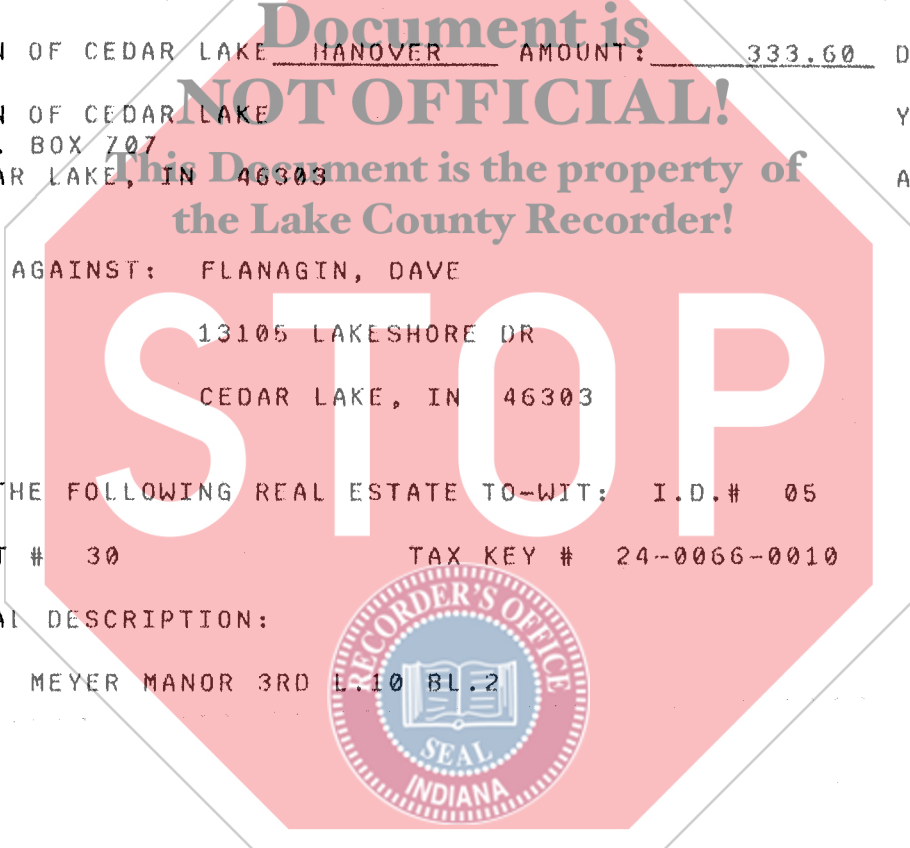 Document is
N OF CEDAR LAKE HANOVER AMOUNT: 333.60 D
NOT OFFICIAL!
N OF CEDAR LAKE Y
. BOX 707
This Document is the property of
AR LAKE, IN 46303 A
the Lake County Recorder!
AGAINST: FLANAGIN, DAVE
13105 LAKESHORE DR
CEDAR LAKE, IN 46303
STOP
THE FOLLOWING REAL ESTATE TO-WIT: I.D.# 05
T # 30 TAX KEY # 24-0066-0010
AL DESCRIPTION:
MEYER MANOR 3RD L.10 BL.2
RECORDER'S OFFICE
SEAL
INDIANA